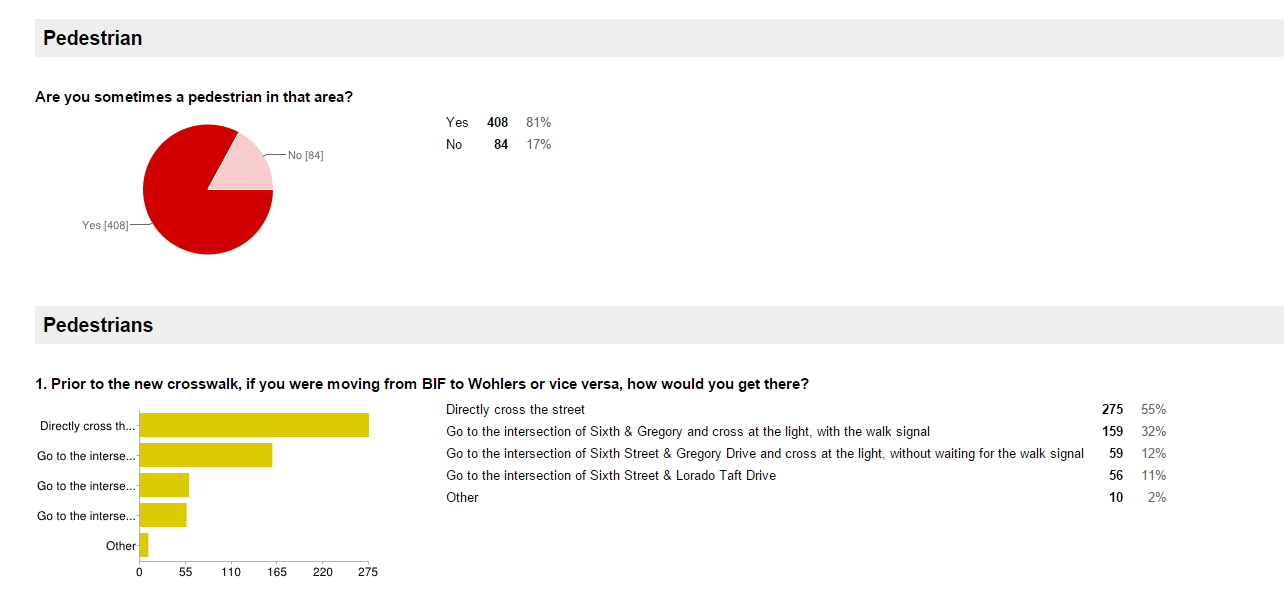 Pedestrian
Are you sometimes a pedestrian in that area?
No [84]
Yes [408]
Yes 408 81%
No 84 17%
Pedestrians
1. Prior to the new crosswalk, if you were moving from BIF to Wohlers or vice versa, how would you get there?
Directly cross th...
Go to the interse...
Go to the interse...
Go to the interse...
Other
0 55 110 165 220 275
Directly cross the street 275 55%
Go to the intersection of Sixth & Gregory and cross at the light, with the walk signal 159 32%
Go to the intersection of Sixth Street & Gregory Drive and cross at the light, without waiting for the walk signal 59 12%
Go to the intersection of Sixth Street & Lorado Taft Drive 56 11%
Other 10 2%